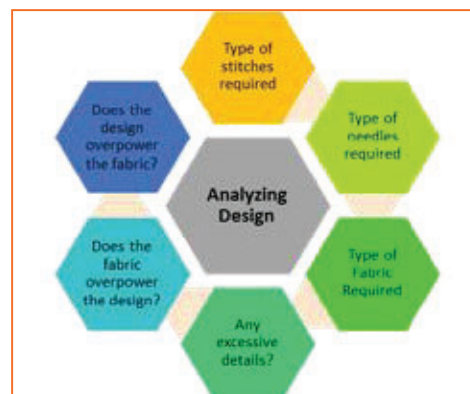 Type of
stitches
required
Type of
needles
required
Type of
Fabric
Required
Any
excessive
details?
Does the
fabric
overpower
the design?
Does the
design
overpower
the fabric?
Analyzing
Design